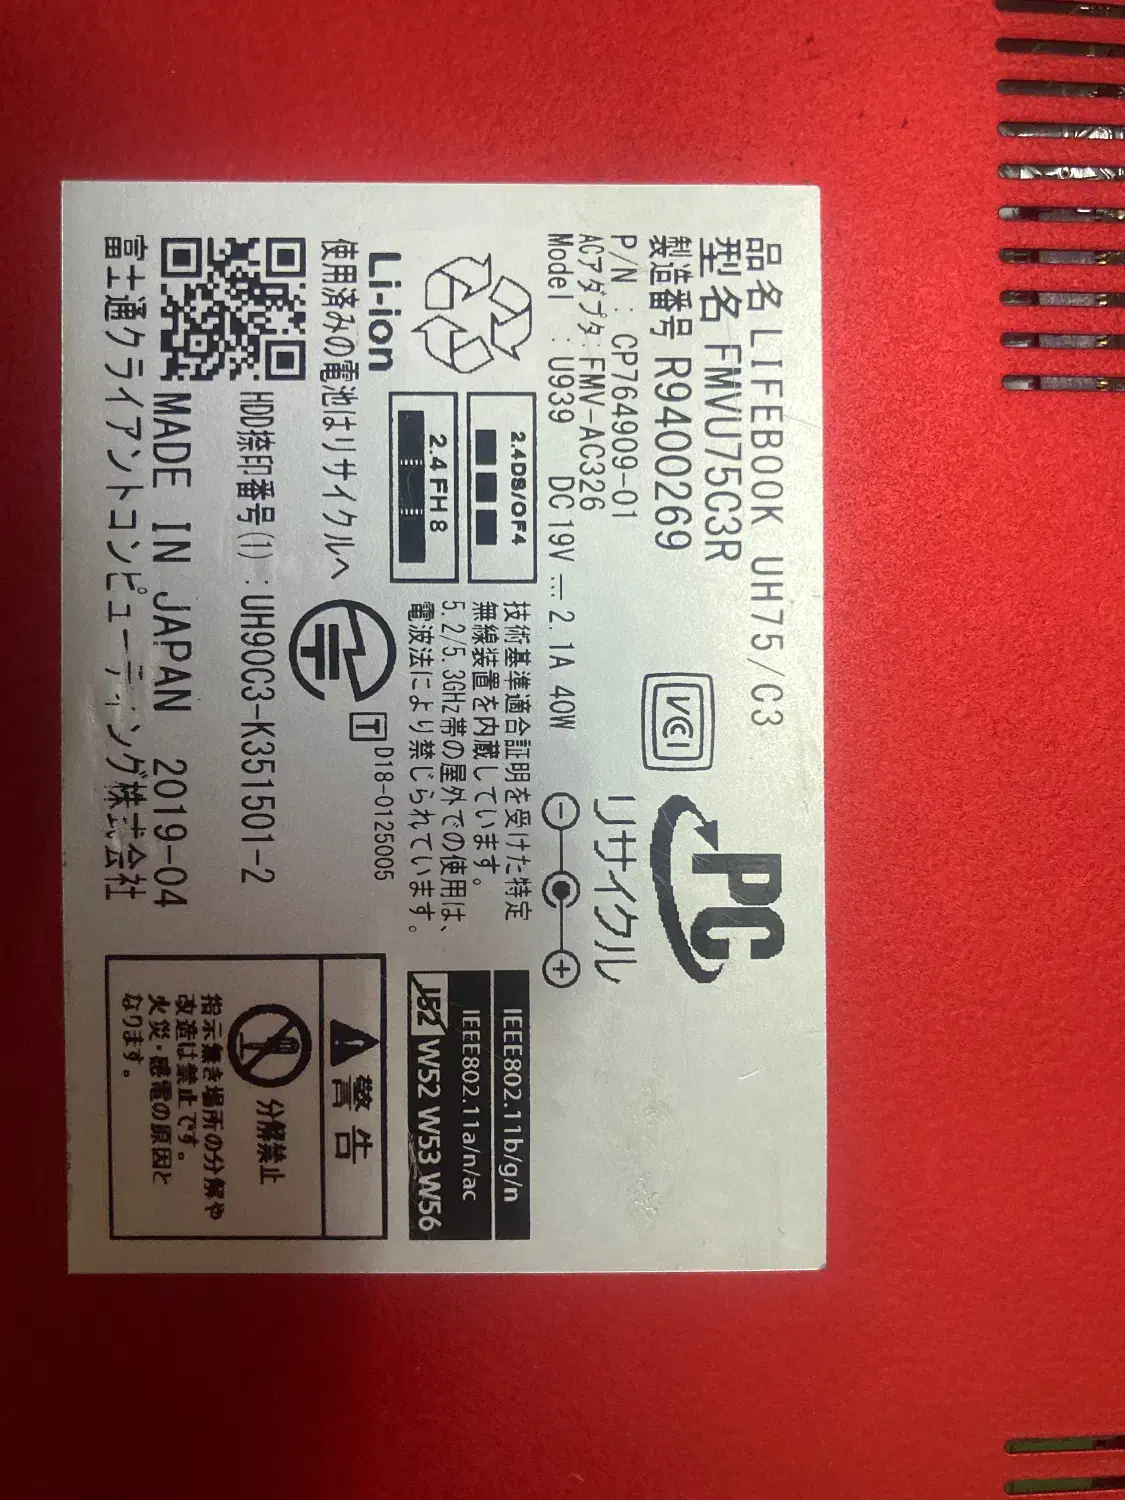 品名 LIFEBOOK UH75/C3
型名 FMVU75C3R
製造番号 R9400269
P/N : CP764909-01
ACアダプタ: FMV-AC326
Model : U939 DC 19V 2.1A 40W
VCI
PC
リサイクル
2.4DS/OF4
2.4FH8
技術基準適合証明を受けた特定
無線装置を内蔵しています。
5.2/5.3GHz帯の屋外での使用は、
電波法により禁じられています。
IEEE802.11b/g/n
IEEE802.11a/n/ac
J52 W52 W53 W56
Li-ion
使用済みの電池はリサイクルへ
T D18-0125005
HDD捺印番号(1) : UH90C3-K351501-2
MADE IN JAPAN 2019-04
富士通クライアントコンピューティング株式会社
警告
分解禁止
指示無き場所の分解や
改造は禁止です。
火災・感電の原因と
なります。